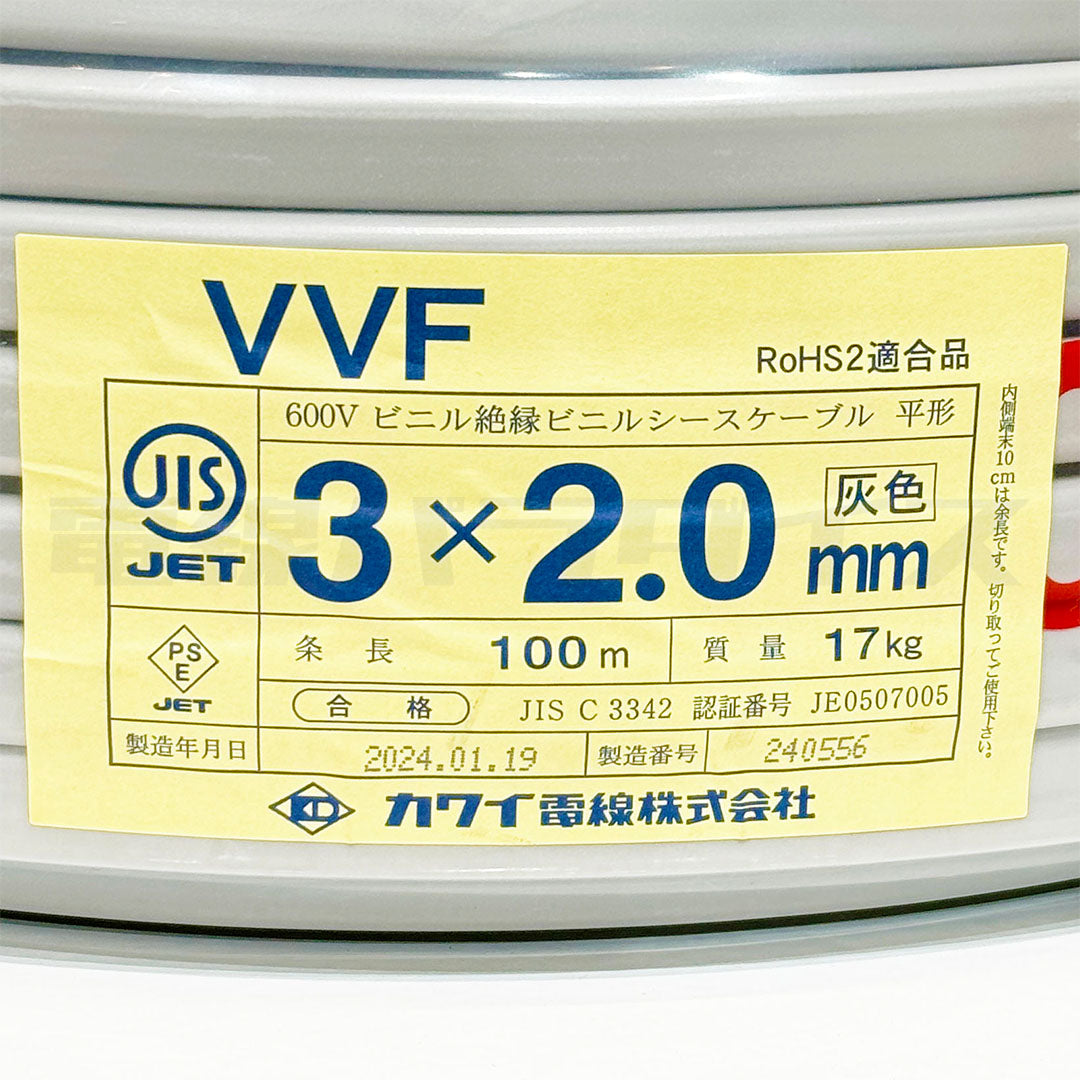 VVF
RoHS2適合品
600V ビニル絶縁ビニルシースケーブル 平形
JIS
JET
3×2.0mm
灰色
PS
E
JET
条長 100m
質量 17kg
合格 JIS C 3342 認証番号 JE0507005
製造年月日 2024.01.19
製造番号 240556
KD カワイ電線株式会社
内側端末10cmは余長です。切り取ってご使用下さい。